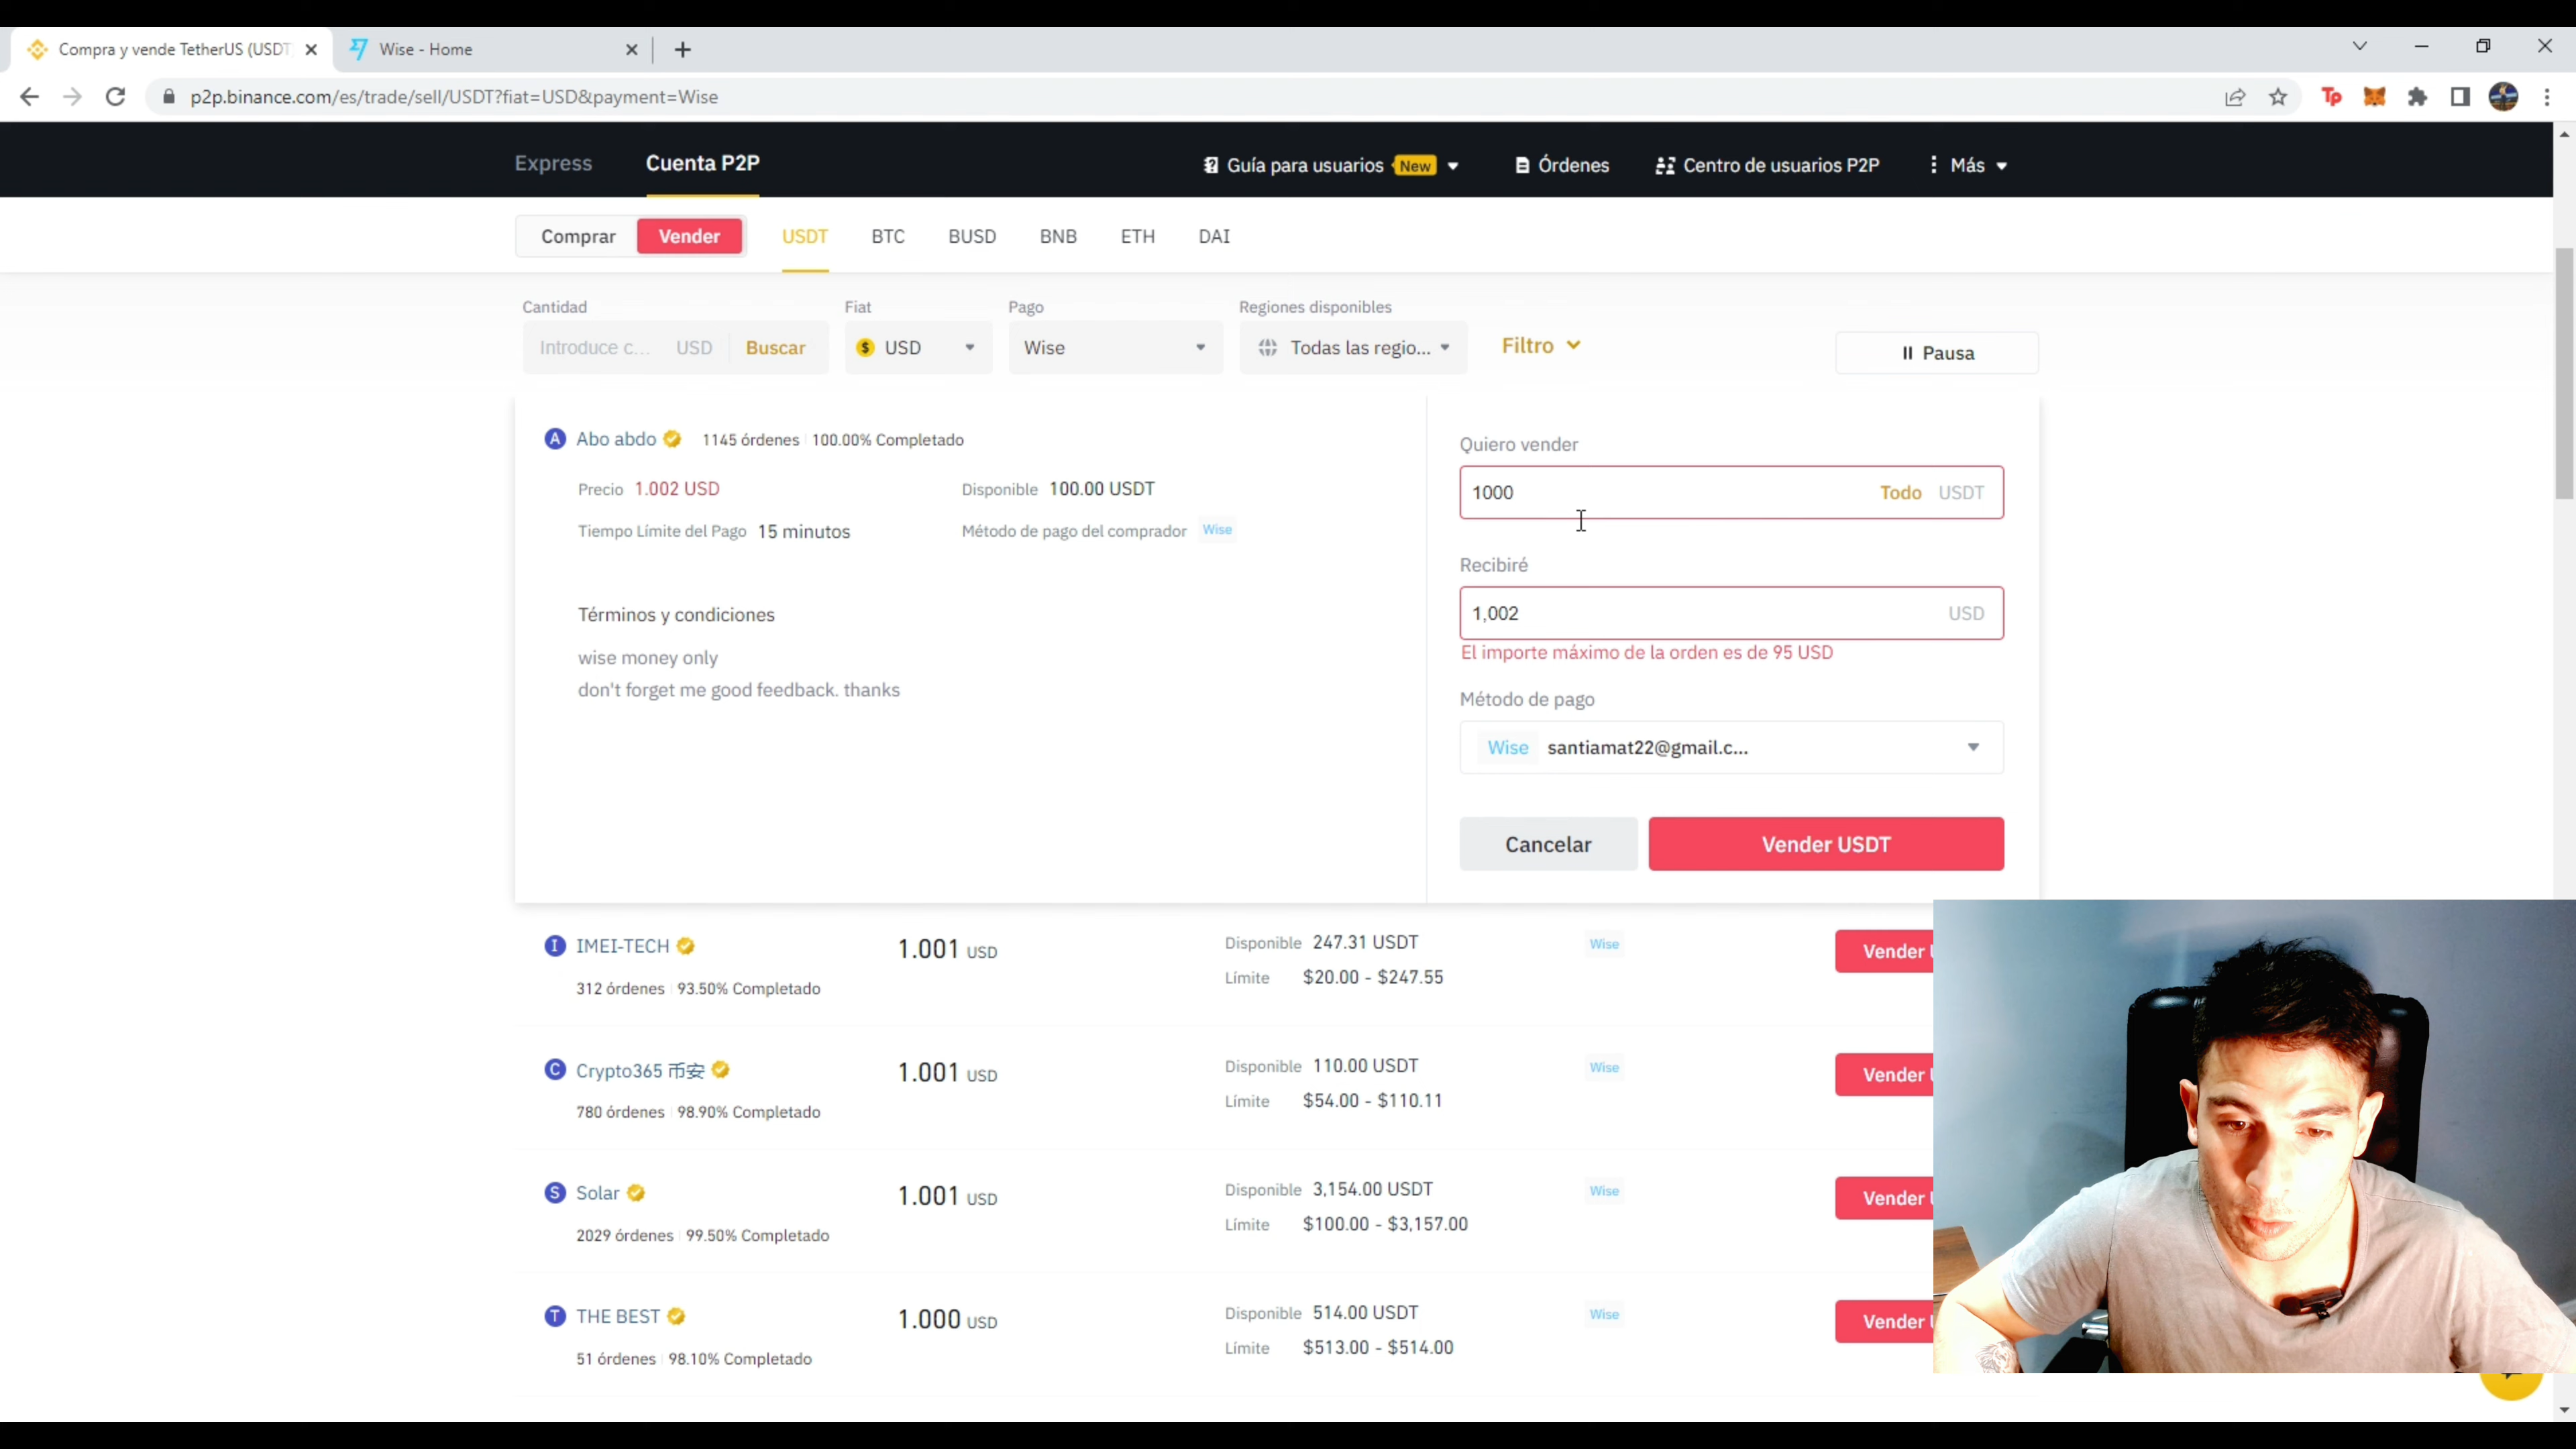 Compra y vende TetherUS (USDT
Wise - Home
p2p.binance.com/es/trade/sell/USDT?fiat=USD&payment=Wise
Tp
Express
Cuenta P2P
Guía para usuarios New
Órdenes
Centro de usuarios P2P
Más
Comprar
Vender
USDT
BTC
BUSD
BNB
ETH
DAI
Cantidad
Fiat
Pago
Regiones disponibles
Introduce c... USD Buscar
$ USD
Wise
Todas las regio...
Filtro
Pausa
A Abo abdo 1145 órdenes 100.00% Completado
Precio 1.002 USD
Disponible 100.00 USDT
Tiempo Límite del Pago 15 minutos
Método de pago del comprador Wise
Términos y condiciones
wise money only
don't forget me good feedback. thanks
Quiero vender
1000 Todo USDT
Recibiré
1,002 USD
El importe máximo de la orden es de 95 USD
Método de pago
Wise santiamat22@gmail.c...
Cancelar
Vender USDT
I IMEI-TECH
312 órdenes 93.50% Completado
1.001 USD
Disponible 247.31 USDT
Límite $20.00 - $247.55
Wise
Vender
C Crypto365 币安
780 órdenes 98.90% Completado
1.001 USD
Disponible 110.00 USDT
Límite $54.00 - $110.11
Wise
Vender
S Solar
2029 órdenes 99.50% Completado
1.001 USD
Disponible 3,154.00 USDT
Límite $100.00 - $3,157.00
Wise
Vender
T THE BEST
51 órdenes 98.10% Completado
1.000 USD
Disponible 514.00 USDT
Límite $513.00 - $514.00
Wise
Vender